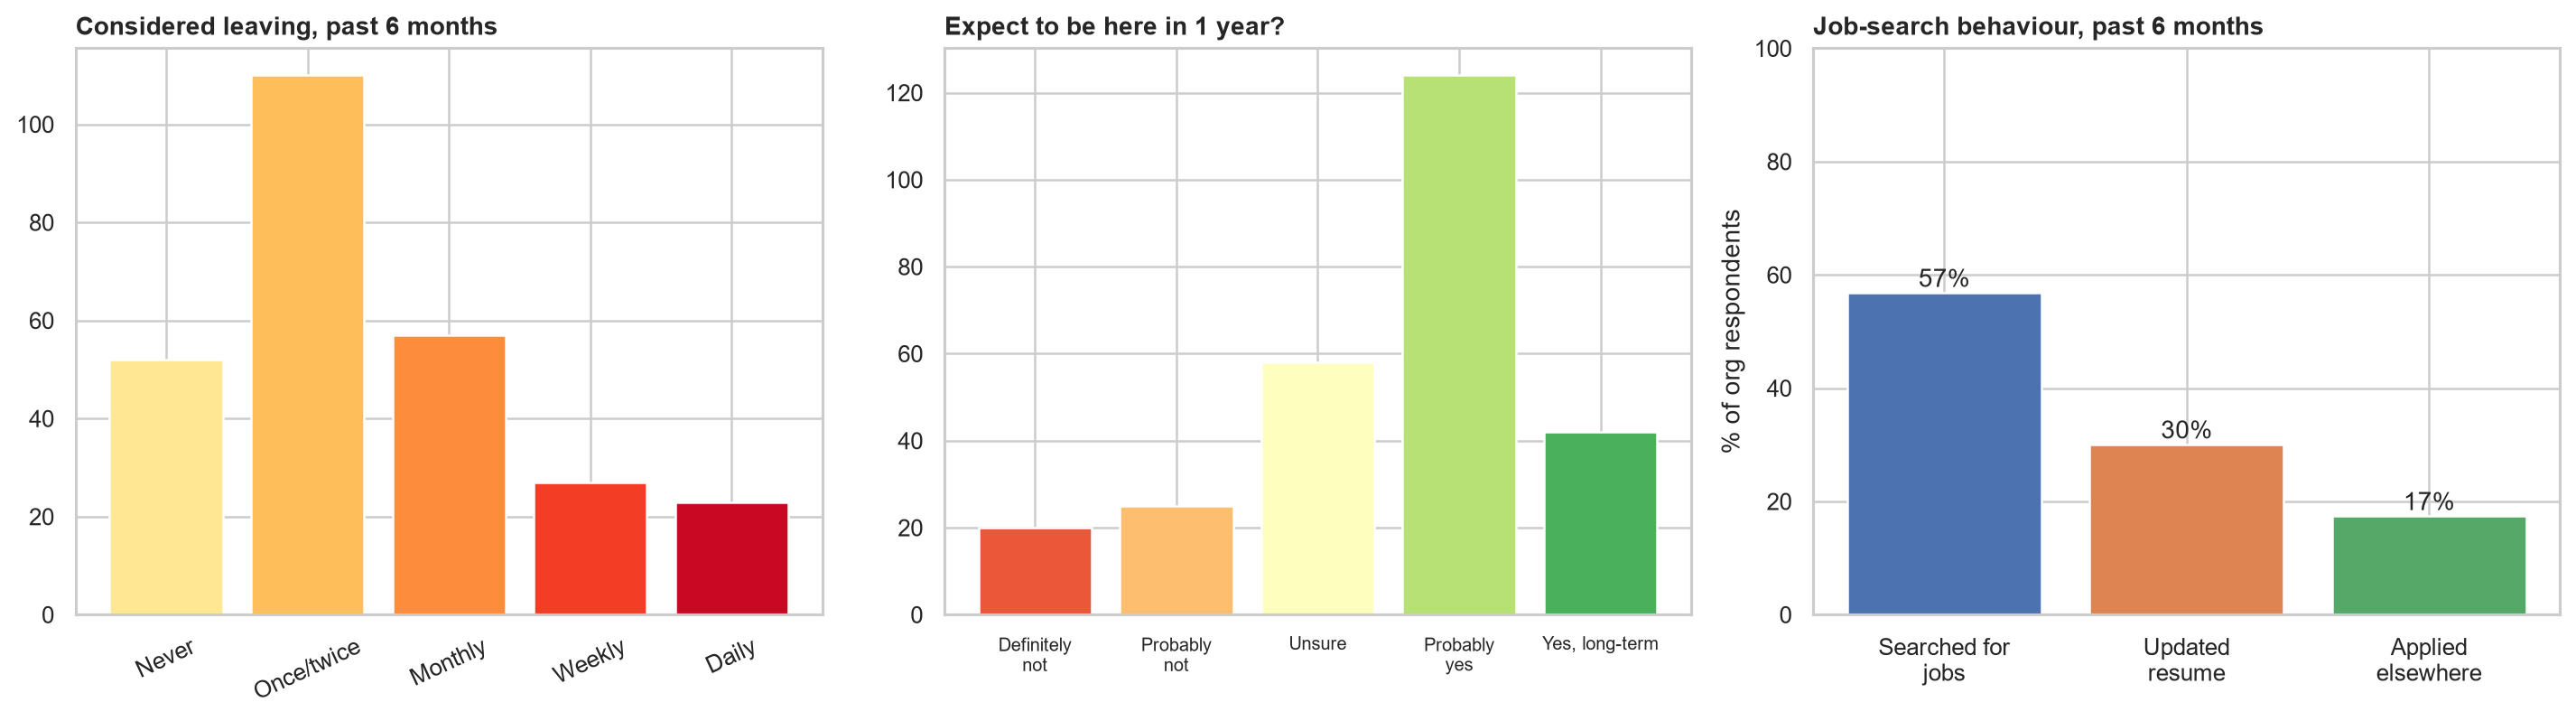 Considered leaving, past 6 months
100
80
60
40
20
0
Never
Once/twice
Monthly
Weekly
Daily
Expect to be here in 1 year?
120
100
80
60
40
20
0
Definitely
not
Probably
not
Unsure
Probably
yes
Yes, long-term
Job-search behaviour, past 6 months
% of org respondents
100
80
60
40
20
0
57%
30%
17%
Searched for
jobs
Updated
resume
Applied
elsewhere